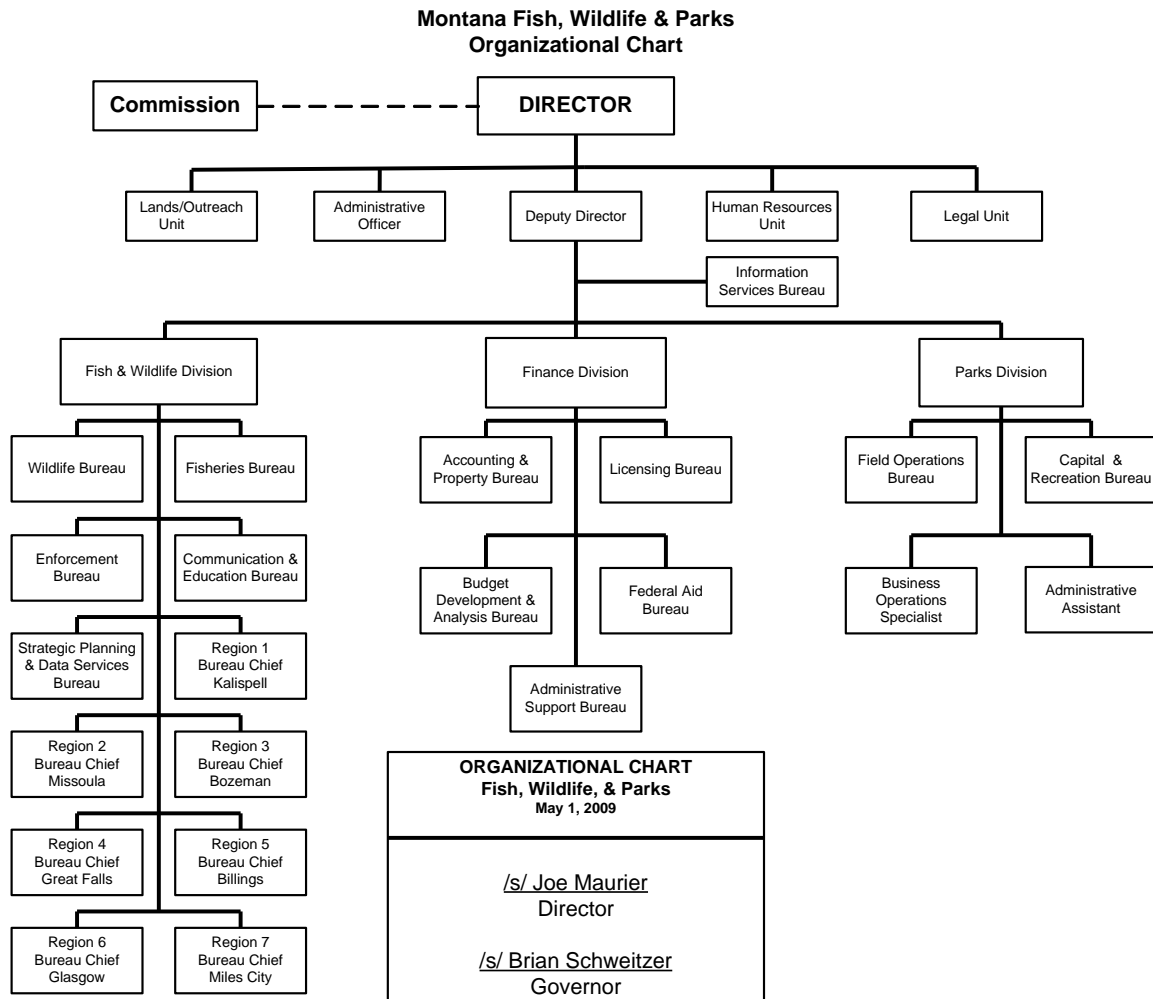 Montana Fish, Wildlife & Parks
Organizational Chart
Commission
DIRECTOR
Lands/Outreach
Unit
Administrative
Officer
Deputy Director
Human Resources
Unit
Legal Unit
Information
Services Bureau
Fish & Wildlife Division
Finance Division
Parks Division
Wildlife Bureau
Fisheries Bureau
Accounting &
Property Bureau
Licensing Bureau
Field Operations
Bureau
Capital &
Recreation Bureau
Enforcement
Bureau
Communication &
Education Bureau
Budget
Development &
Analysis Bureau
Federal Aid
Bureau
Business
Operations
Specialist
Administrative
Assistant
Strategic Planning
& Data Services
Bureau
Region 1
Bureau Chief
Kalispell
Administrative
Support Bureau
Region 2
Bureau Chief
Missoula
Region 3
Bureau Chief
Bozeman
Region 4
Bureau Chief
Great Falls
Region 5
Bureau Chief
Billings
Region 6
Bureau Chief
Glasgow
Region 7
Bureau Chief
Miles City
ORGANIZATIONAL CHART
Fish, Wildlife, & Parks
May 1, 2009
/s/ Joe Maurier
Director
/s/ Brian Schweitzer
Governor